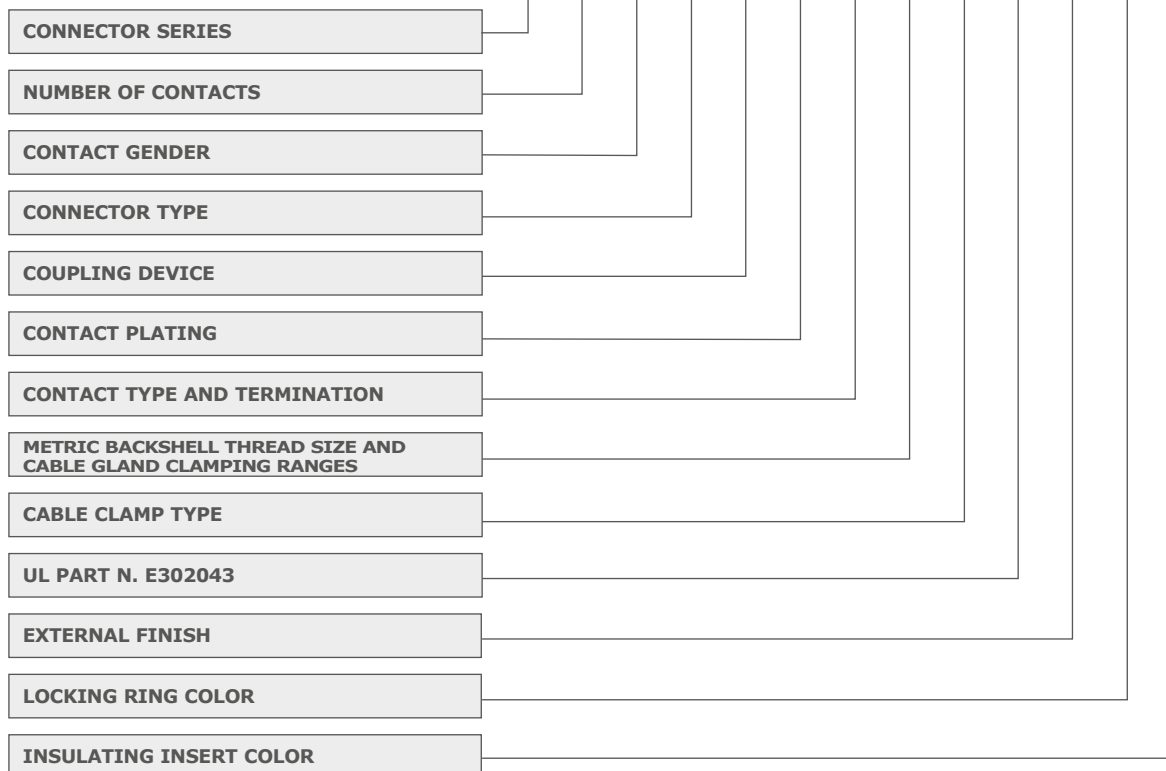 CONNECTOR SERIES
NUMBER OF CONTACTS
CONTACT GENDER
CONNECTOR TYPE
COUPLING DEVICE
CONTACT PLATING
CONTACT TYPE AND TERMINATION
METRIC BACKSHELL THREAD SIZE AND
CABLE GLAND CLAMPING RANGES
CABLE CLAMP TYPE
UL PART N. E302043
EXTERNAL FINISH
LOCKING RING COLOR
INSULATING INSERT COLOR